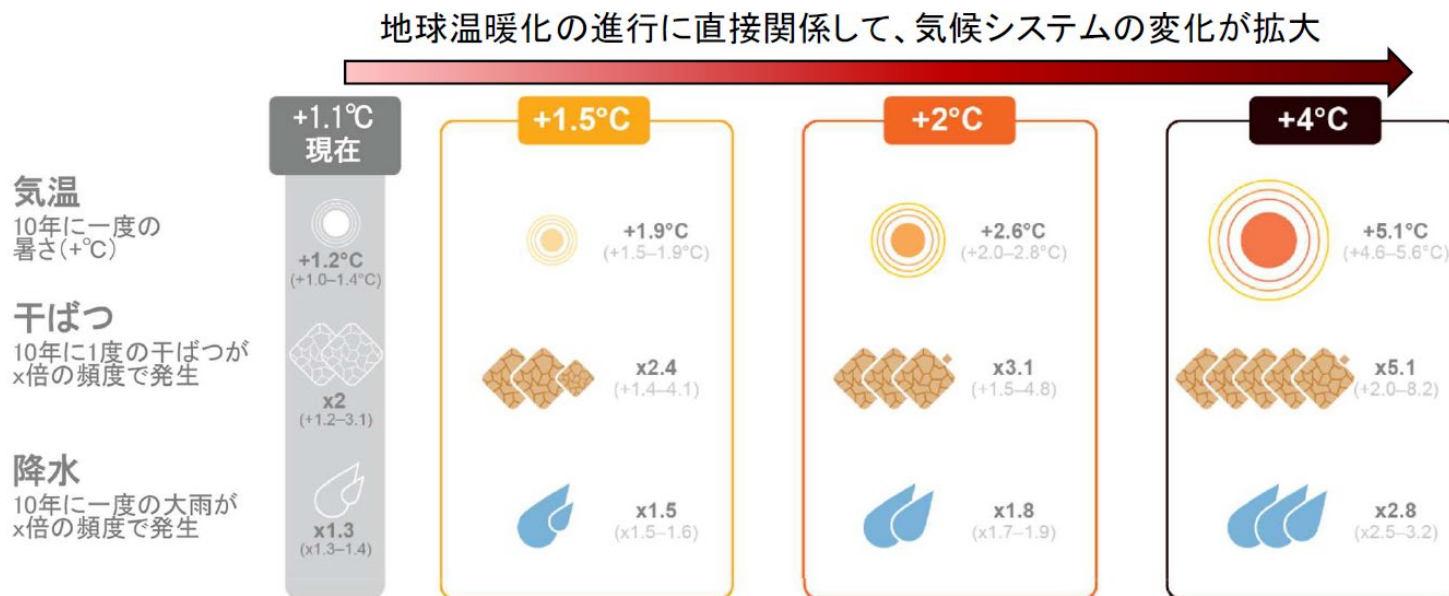 地球温暖化の進行に直接関係して、気候システムの変化が拡大
+1.1℃
現在
+1.5°C
+2°C
+4°C
気温
10年に一度の
暑さ(+℃)
+1.2°C
(+1.0–1.4°C)
+1.9°C
(+1.5–1.9°C)
+2.6°C
(+2.0–2.8°C)
+5.1°C
(+4.6–5.6°C)
干ばつ
10年に1度の干ばつが
x倍の頻度で発生
x2
(+1.2–3.1)
x2.4
(+1.4–4.1)
x3.1
(+1.5–4.8)
x5.1
(+2.0–8.2)
降水
10年に一度の大雨が
x倍の頻度で発生
x1.3
(x1.3–1.4)
x1.5
(x1.5–1.6)
x1.8
(x1.7–1.9)
x2.8
(x2.5–3.2)